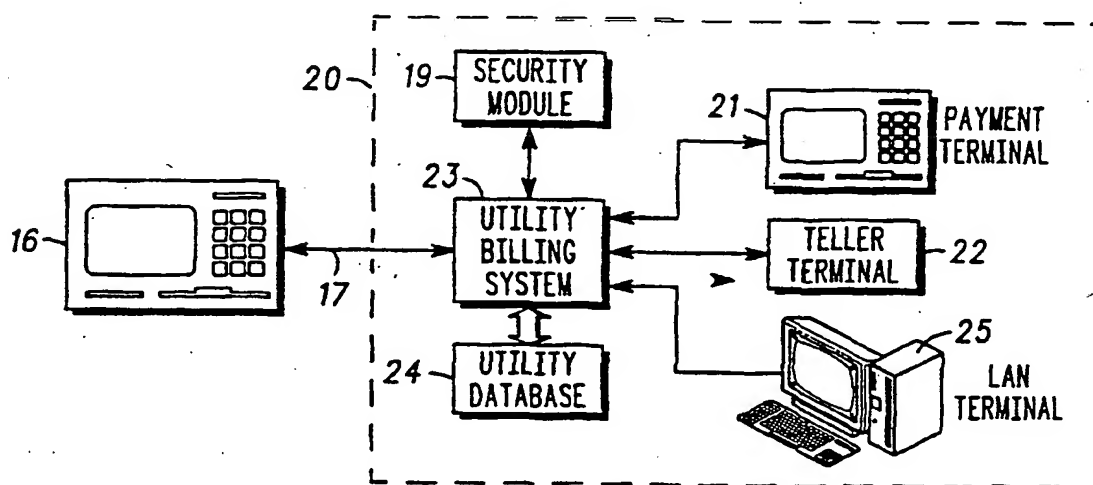 20
19
SECURITY
MODULE
21
PAYMENT
TERMINAL
23
UTILITY
BILLING
SYSTEM
16
17
TELLER
TERMINAL
22
24
UTILITY
DATABASE
25
LAN
TERMINAL